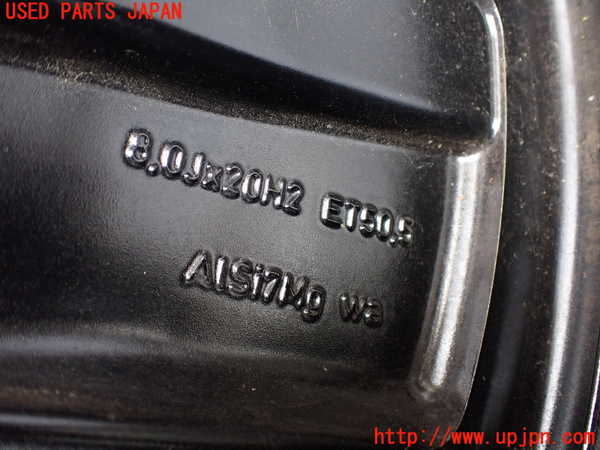 USED PARTS JAPAN
8.0Jx20H2 ET50.5
AlSi7Mg wa
http://www.upjpn.com